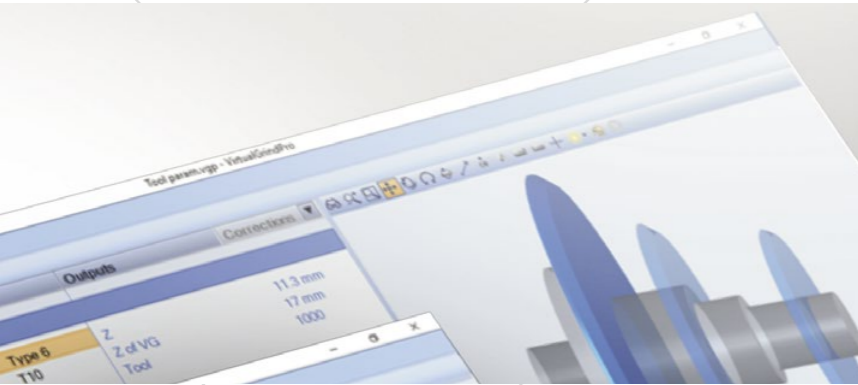 Tool param.vgp - VirtualGrindPro
Corrections
Outputs
Type 6
T10
Z 11.3 mm
Z of VG 17 mm
Tool 1000